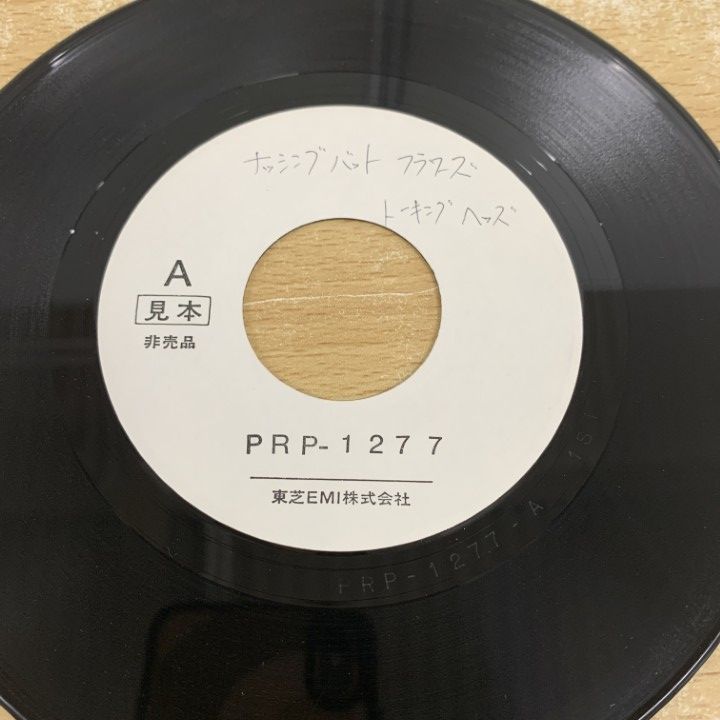 ナッシングバット フラワーズ
トーキング ヘッズ
A
見本
非売品
PRP-1277
東芝EMI株式会社
PRP-1277-A 1S1